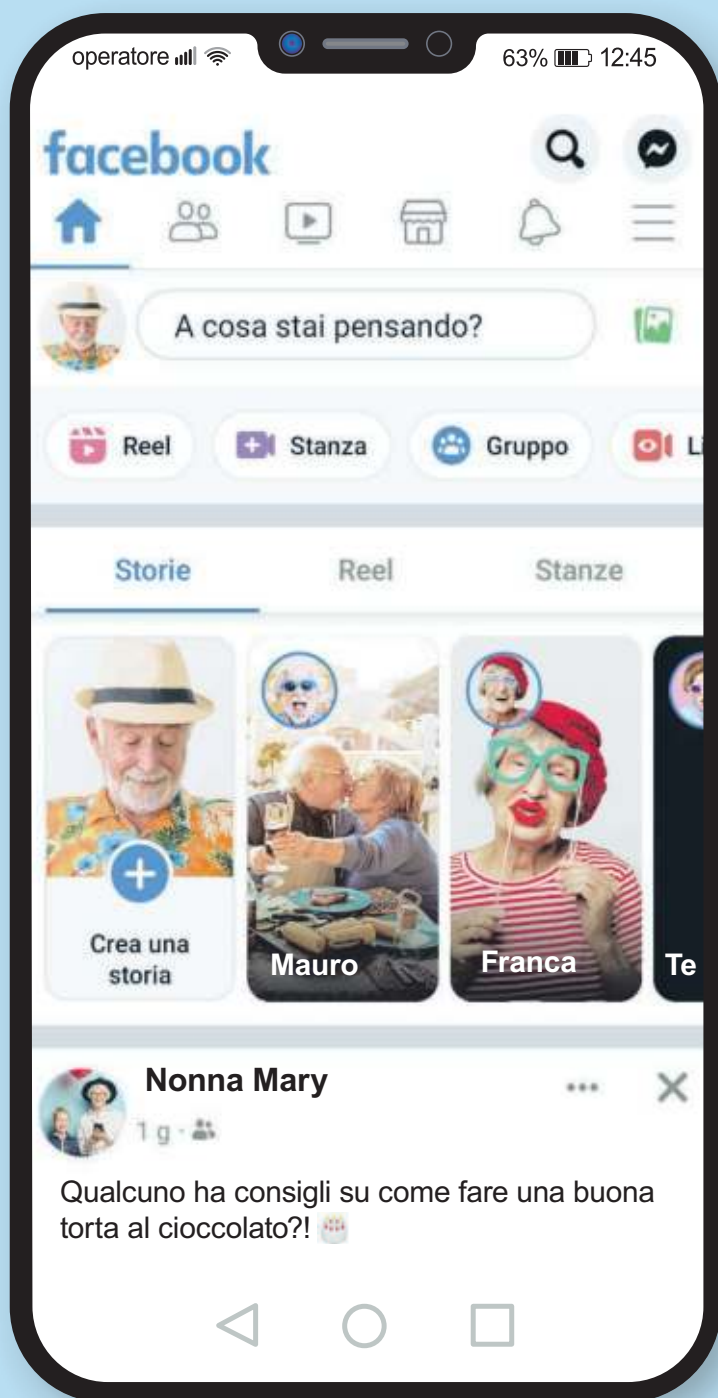 operatore 63% 12:45
facebook
A cosa stai pensando?
Reel Stanza Gruppo Li
Storie Reel Stanze
Crea una
storia
Mauro
Franca
Te
Nonna Mary
1 g
Qualcuno ha consigli su come fare una buona
torta al cioccolato?!